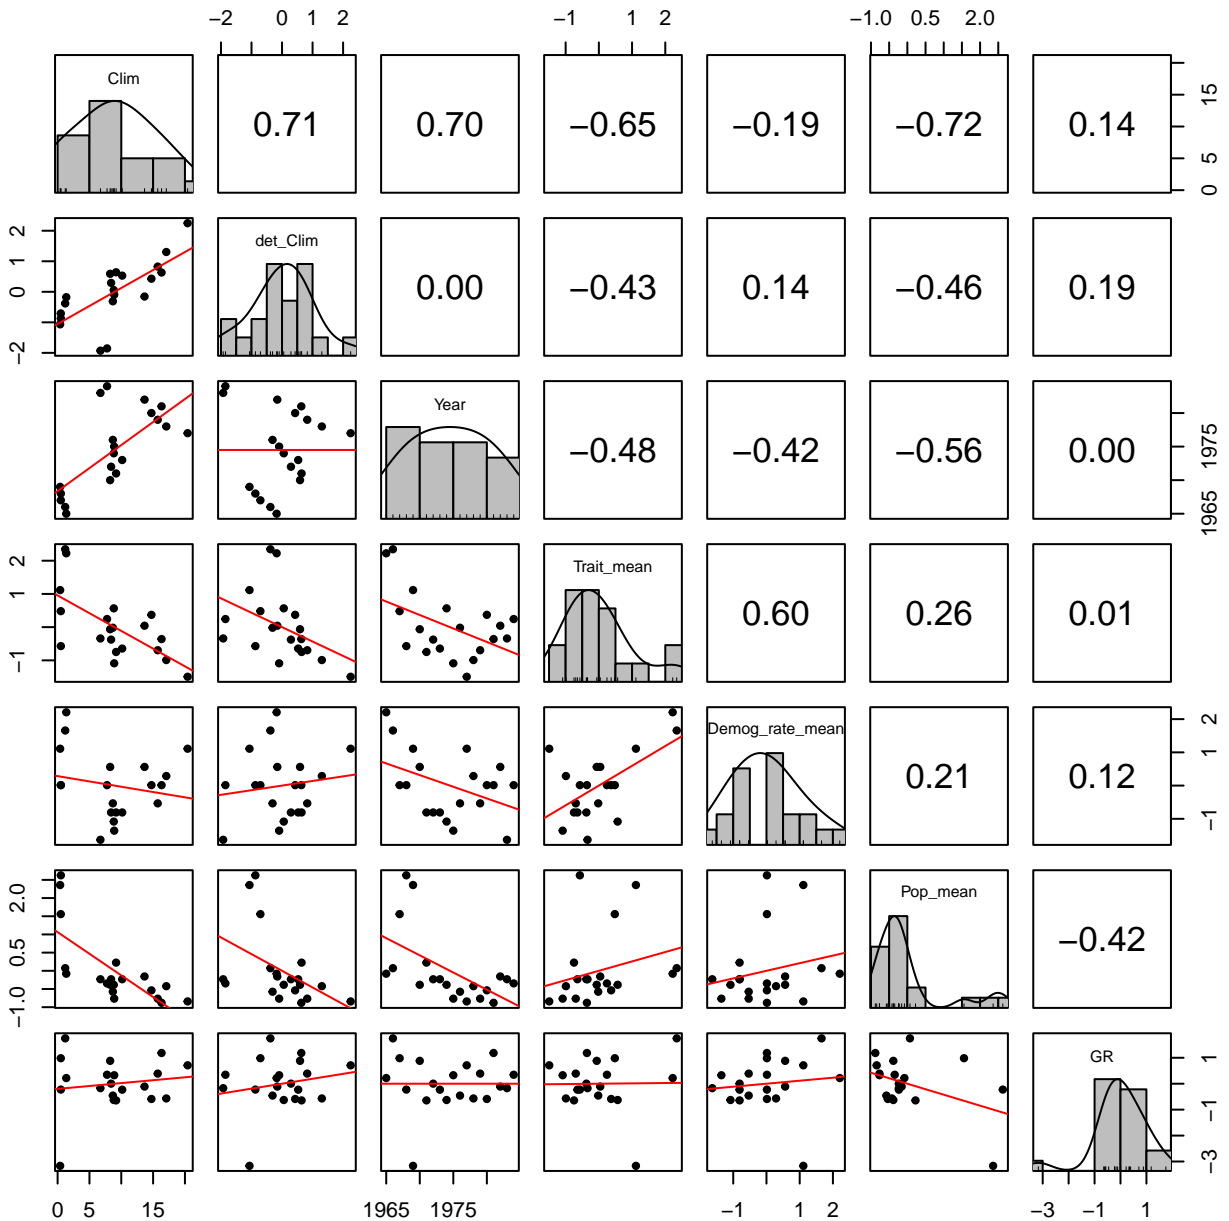 −2 0 1 2 −1 1 2 −1.0 0.5 2.0
Clim 0.71 0.70 −0.65 −0.19 −0.72 0.14 0 5 15
−2 0 1 2 det_Clim 0.00 −0.43 0.14 −0.46 0.19
Year −0.48 −0.42 −0.56 0.00 1965 1975
−1 1 2 Trait_mean 0.60 0.26 0.01
Demog_rate_mean 0.21 0.12 −1 1 2
−1.0 0.5 2.0 Pop_mean −0.42
GR −3 −1 1
0 5 15 1965 1975 −1 1 2 −3 −1 1